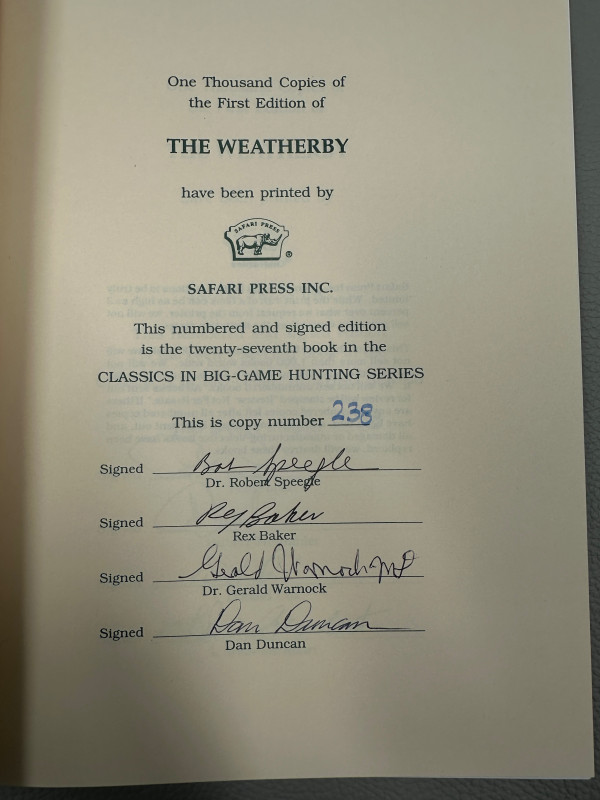 One Thousand Copies of
the First Edition of
THE WEATHERBY
have been printed by
SAFARI PRESS
®
SAFARI PRESS INC.
This numbered and signed edition
is the twenty-seventh book in the
CLASSICS IN BIG-GAME HUNTING SERIES
This is copy number 238
Signed Bob Speegle
Dr. Robert Speegle
Signed Rex Baker
Rex Baker
Signed Gerald Warnock MD
Dr. Gerald Warnock
Signed Dan Duncan
Dan Duncan